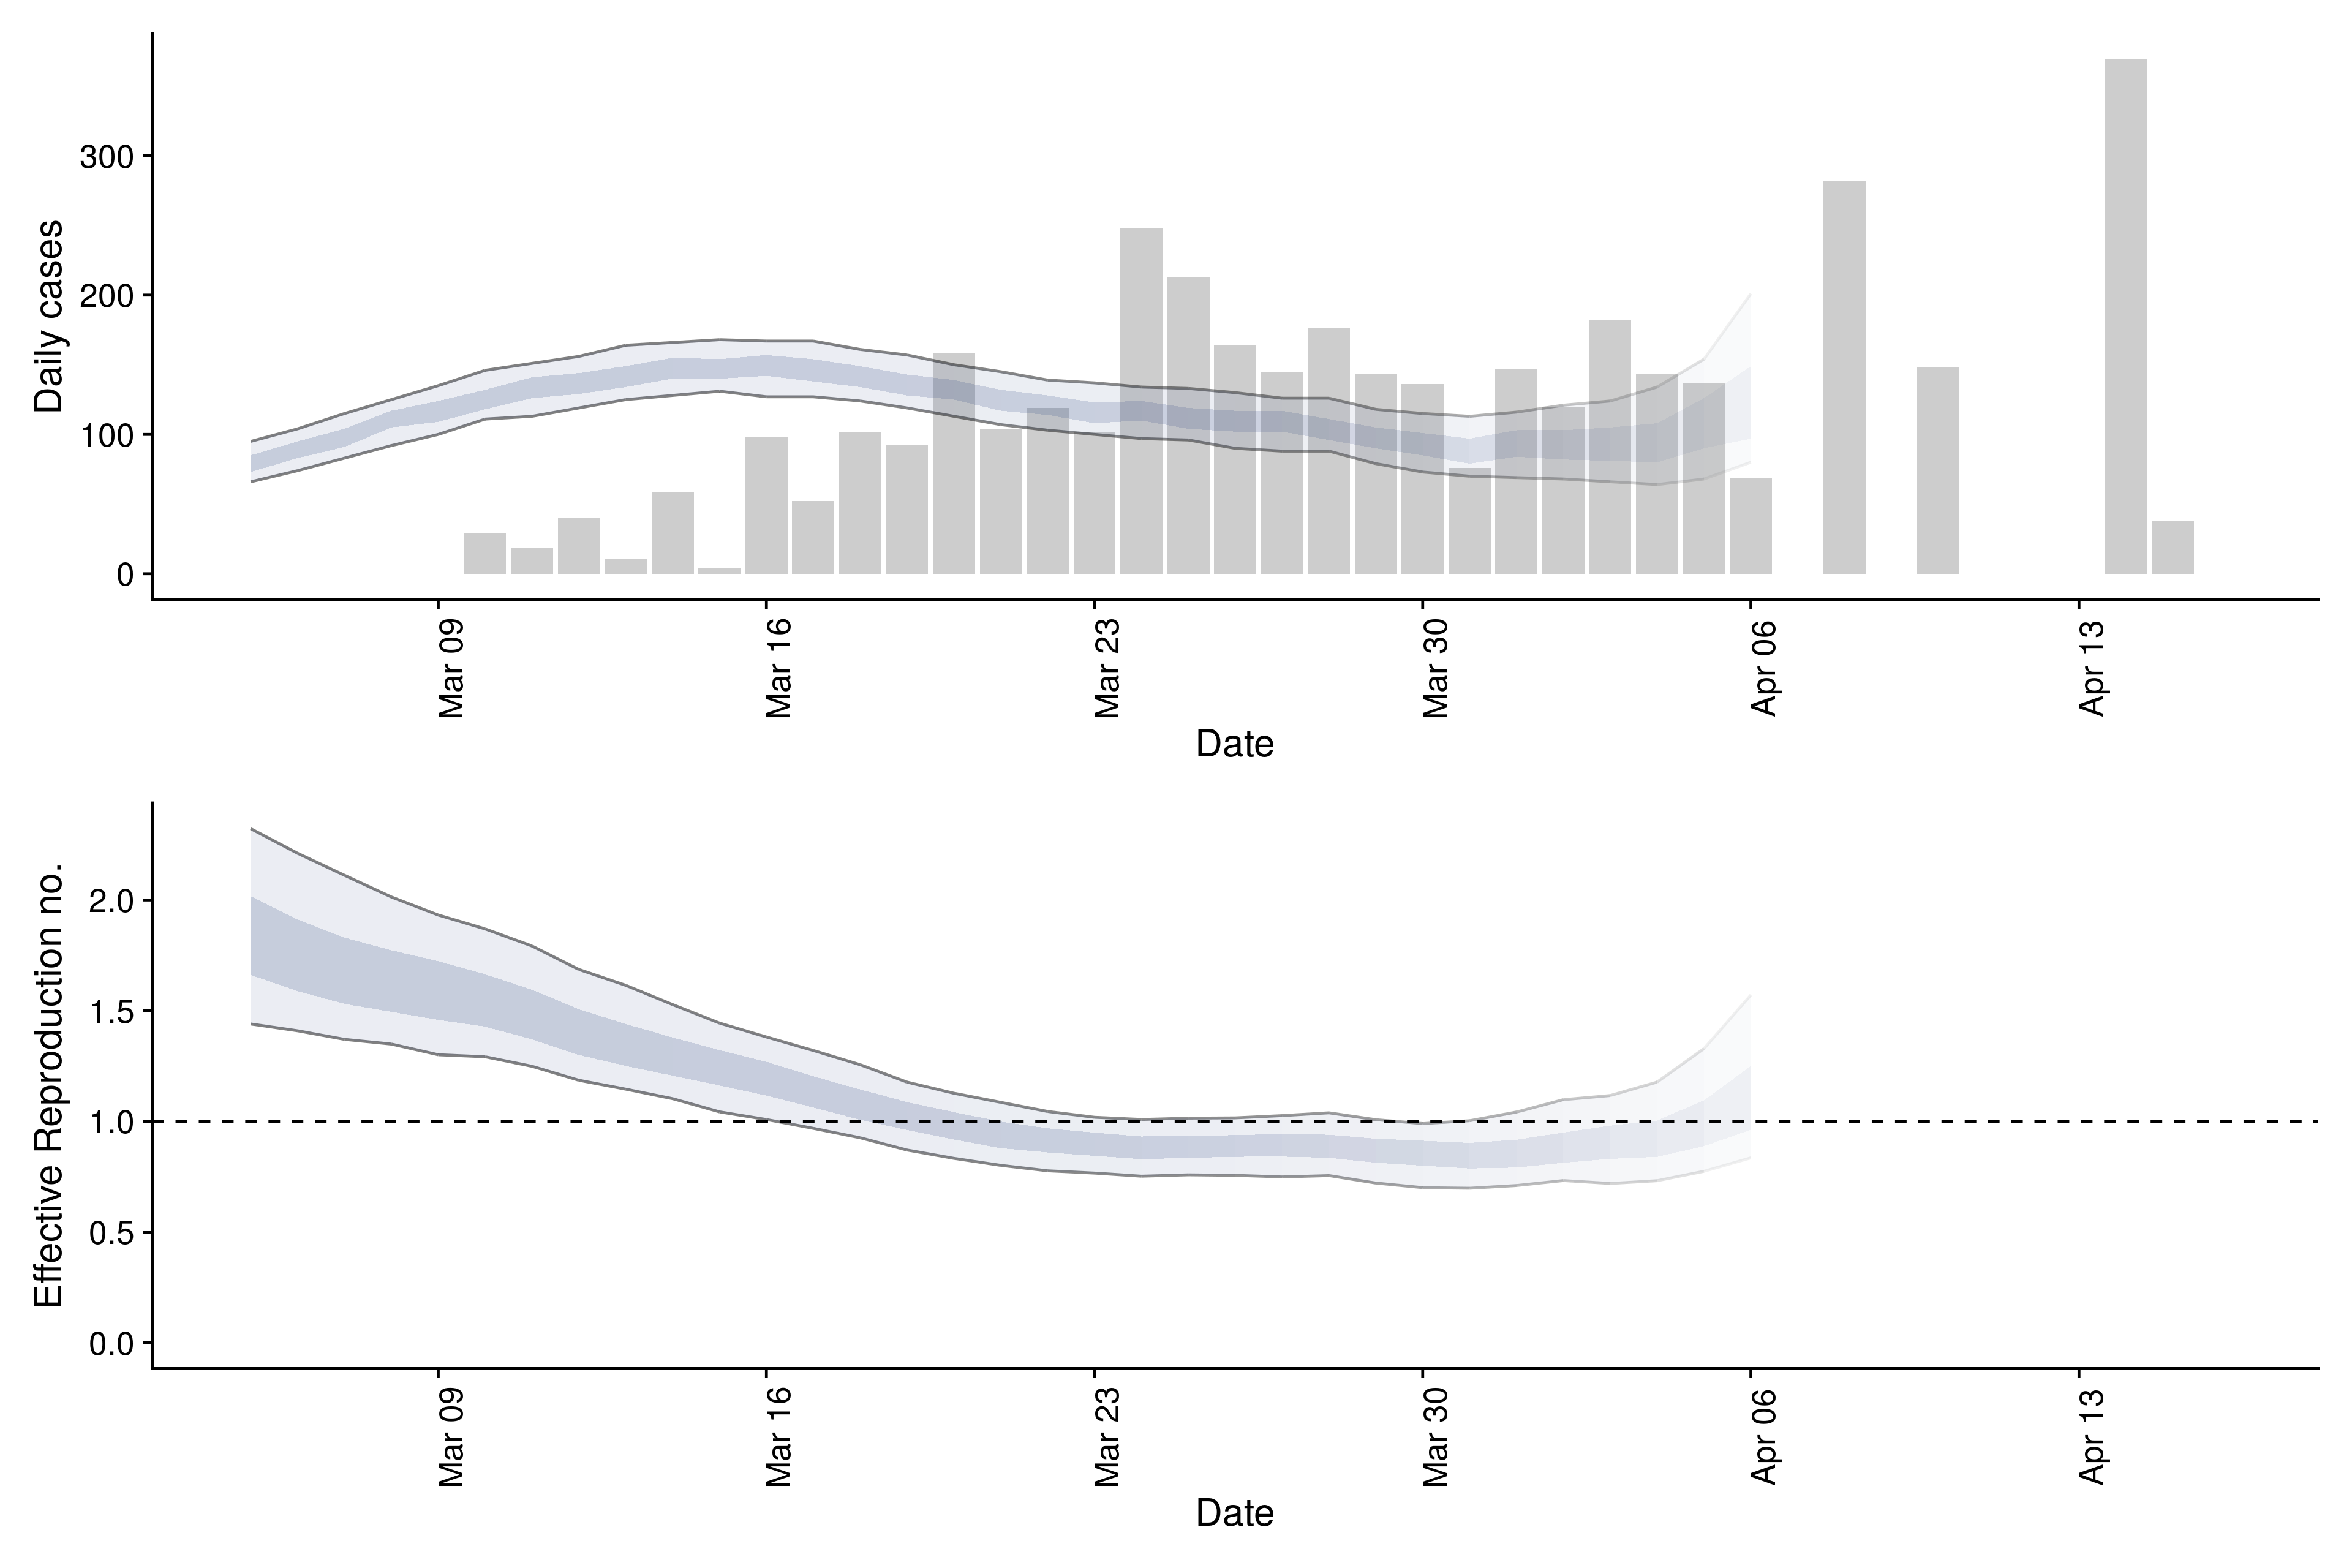 Daily cases
300
200
100
0
Mar 09
Mar 16
Mar 23
Mar 30
Apr 06
Apr 13
Date
Effective Reproduction no.
2.0
1.5
1.0
0.5
0.0
Mar 09
Mar 16
Mar 23
Mar 30
Apr 06
Apr 13
Date